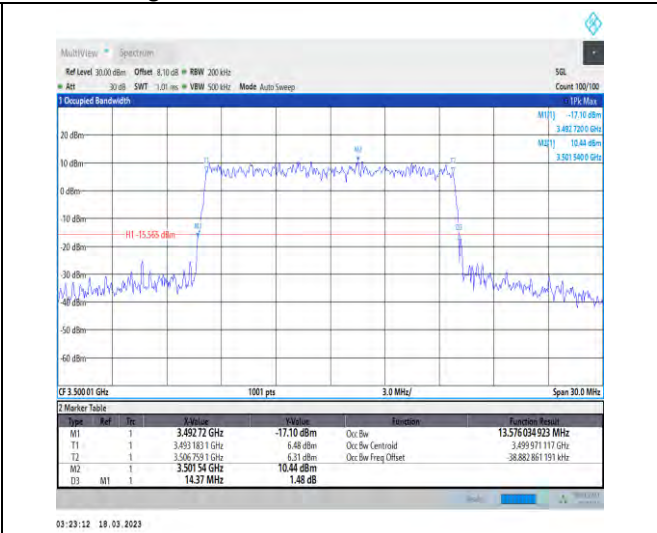 MultiView Spectrum
Ref Level 30.00 dBm Offset 8.10 dB RBW 200 kHz SGL
Att 30 dB SWT 1.01 ms VBW 500 kHz Mode Auto Sweep Count 100/100
1 Occupied Bandwidth 1Pk Max
M1[1] -17.10 dBm
3.492 720 0 GHz
M2[1] 10.44 dBm
3.501 540 0 GHz
20 dBm
M2
10 dBm
0 dBm
-10 dBm
H1 -15.565 dBm
-20 dBm
-30 dBm
-40 dBm
-50 dBm
-60 dBm
CF 3.500 01 GHz 1001 pts 3.0 MHz/ Span 30.0 MHz
2 Marker Table
Type Ref Trc X-Value Y-Value Function Function Result
M1 1 3.492 72 GHz -17.10 dBm Occ Bw 13.576 034 923 MHz
T1 1 3.493 183 1 GHz 6.48 dBm Occ Bw Centroid 3.499 971 117 GHz
T2 1 3.506 759 1 GHz 6.31 dBm Occ Bw Freq Offset -38.882 861 191 kHz
M2 1 3.501 54 GHz 10.44 dBm
D3 M1 1 14.37 MHz 1.48 dB
03:23:12 18.03.2023